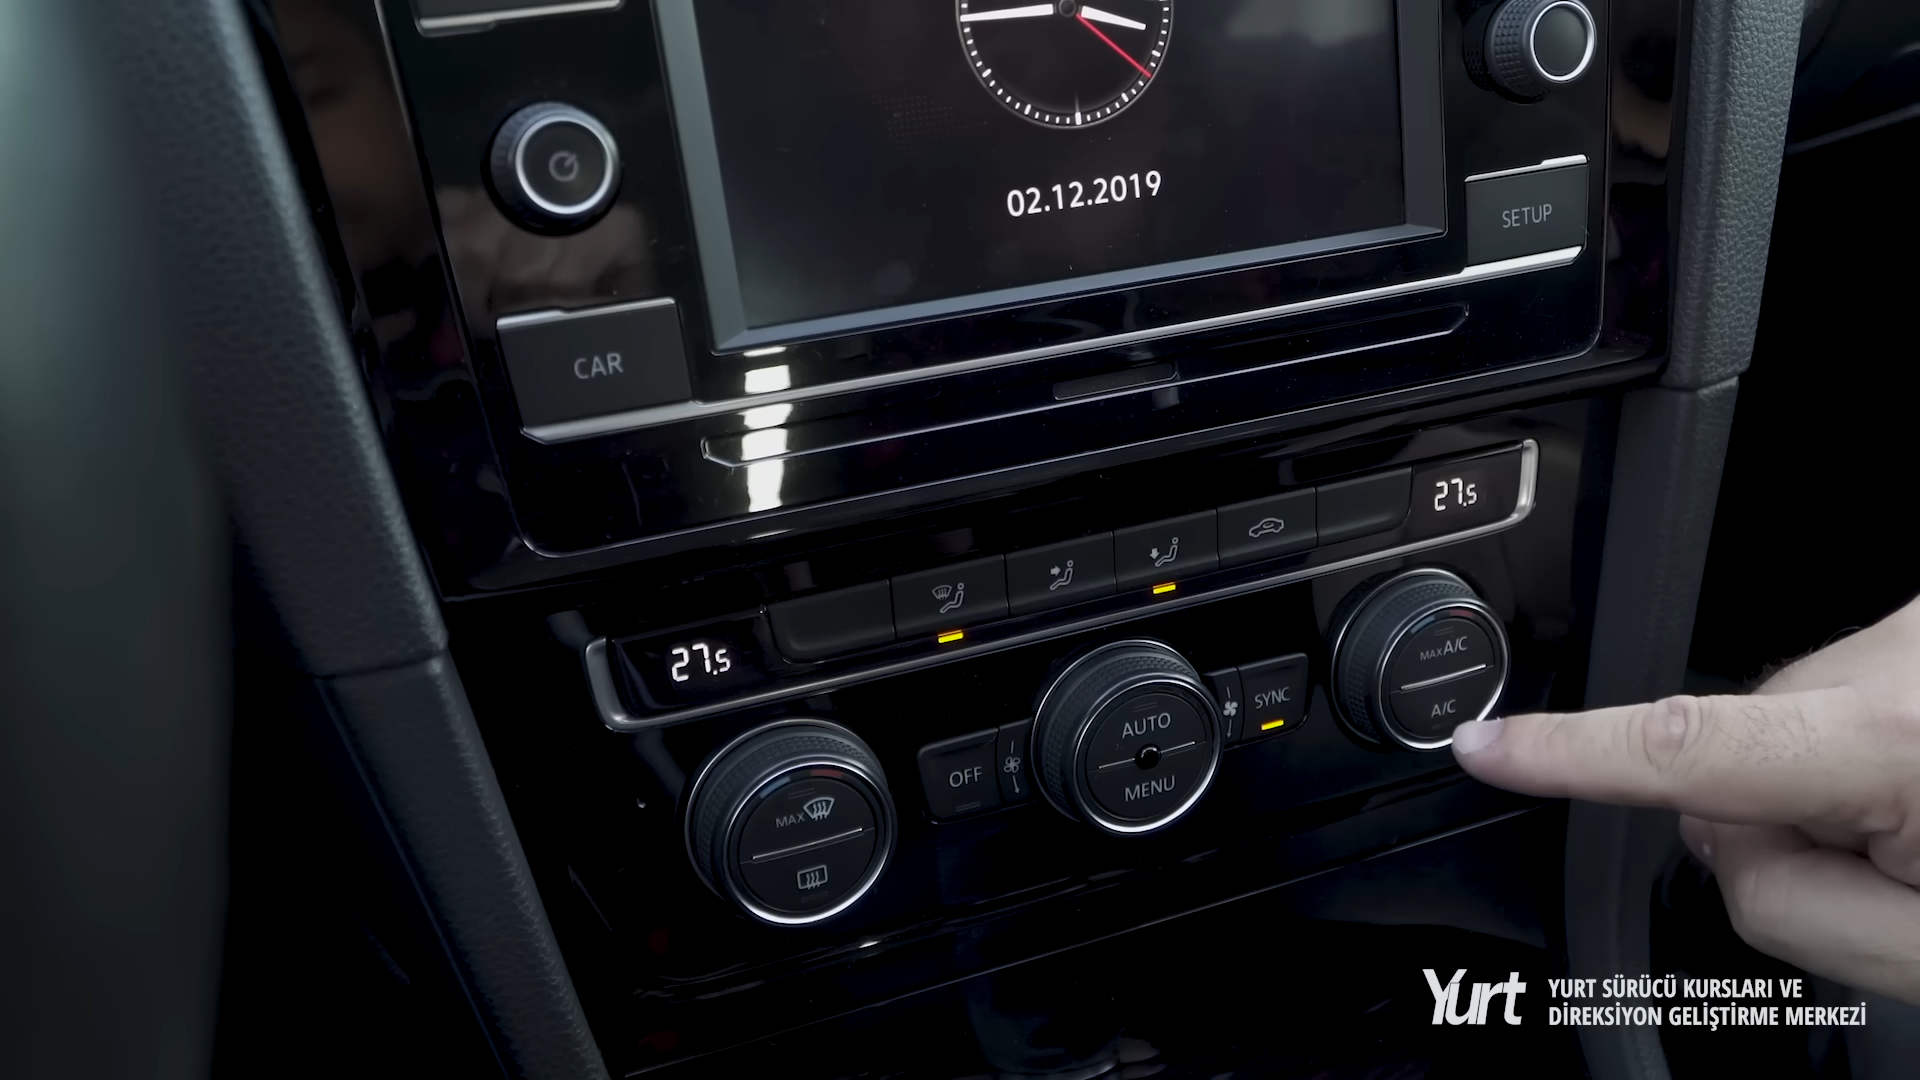 02.12.2019
SETUP
CAR
27.5
27.5
MAX A/C
A/C
SYNC
AUTO
MENU
OFF
MAX
Yurt
YURT SÜRÜCÜ KURSLARI VE
DİREKSİYON GELİŞTİRME MERKEZİ